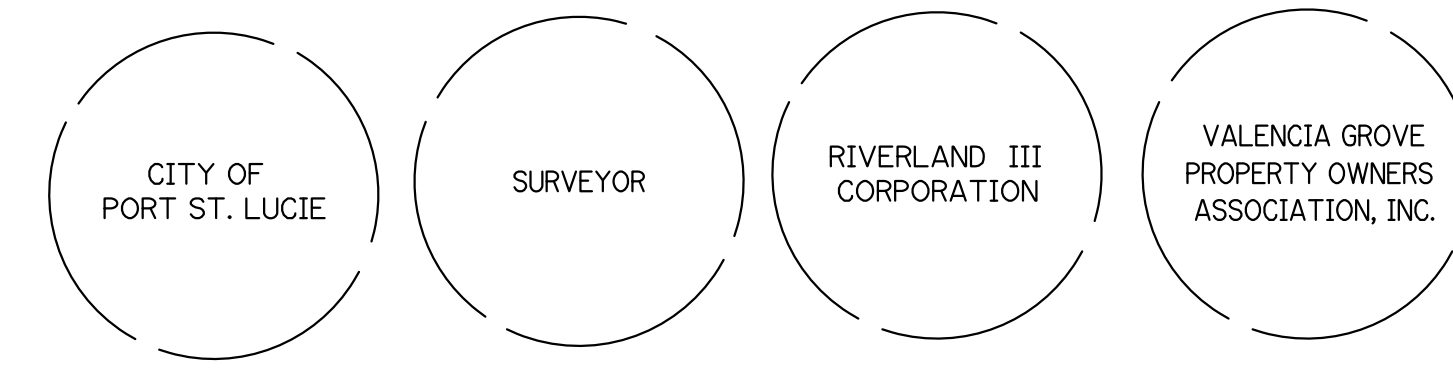 CITY OF
PORT ST. LUCIE
SURVEYOR
RIVERLAND III
CORPORATION
VALENCIA GROVE
PROPERTY OWNERS
ASSOCIATION, INC.